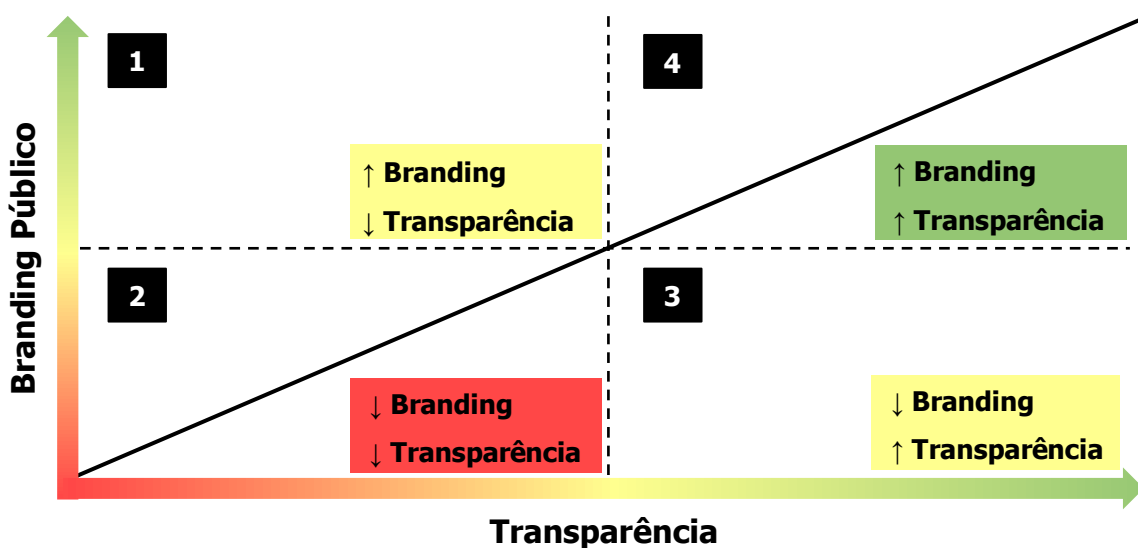 1
4
Branding Público
↑ Branding
↓ Transparência
↑ Branding
↑ Transparência
2
3
↓ Branding
↓ Transparência
↓ Branding
↑ Transparência
Transparência